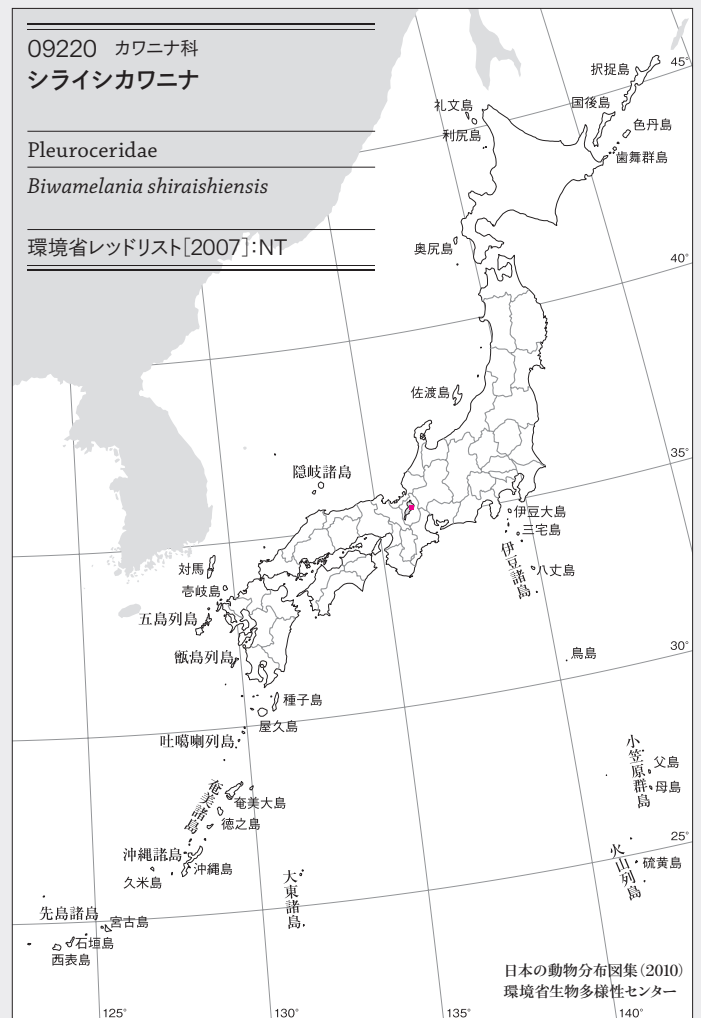 09220 カワニナ科
シライシカワニナ
Pleuroceridae
Biwamelania shiraishiensis
環境省レッドリスト[2007]:NT
択捉島
45°
礼文島
国後島
利尻島
色丹島
歯舞群島
奥尻島
40°
佐渡島
35°
隠岐諸島
伊豆大島
三宅島
伊豆諸島
八丈島
対馬
壱岐島
五島列島
甑島列島
鳥島
30°
種子島
屋久島
吐噶喇列島
小笠原群島
父島
母島
奄美諸島
奄美大島
徳之島
25°
沖縄諸島
沖縄島
久米島
火山列島
硫黄島
大東諸島
先島諸島
宮古島
石垣島
西表島
日本の動物分布図集(2010)
環境省生物多様性センター
125°
130°
135°
140°